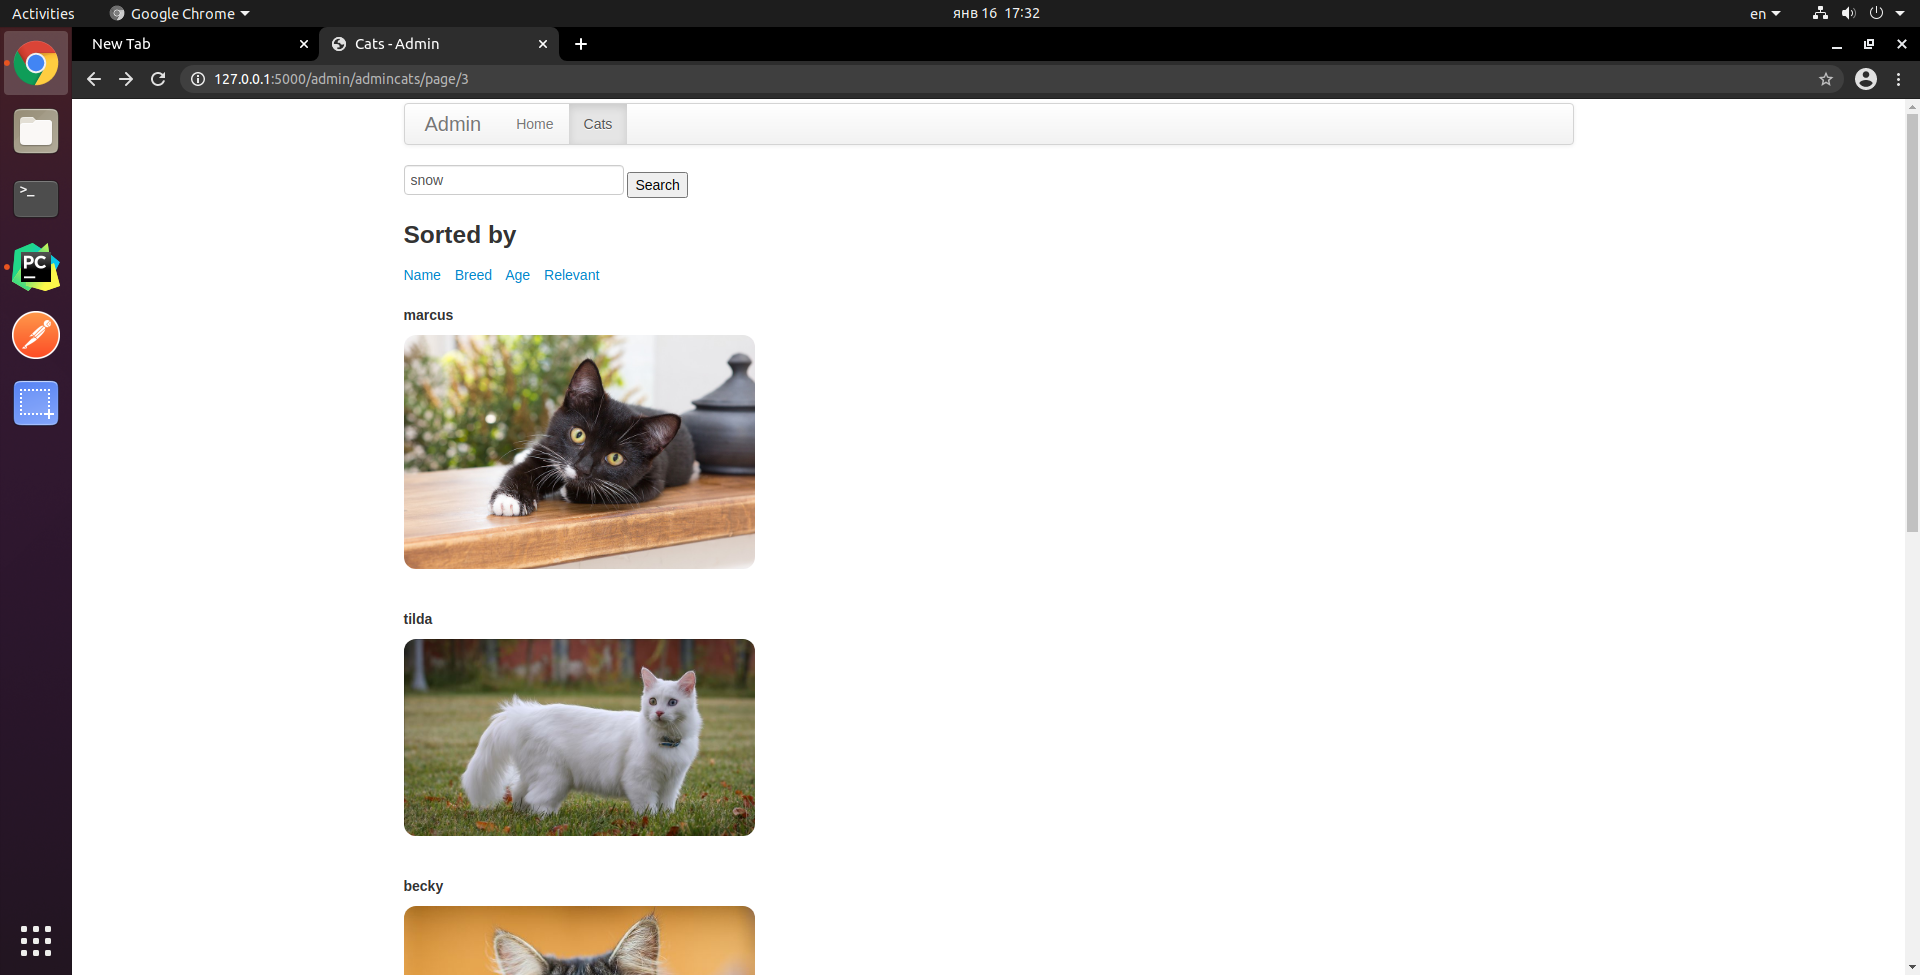 Activities
Google Chrome
янв 16 17:32
en
New Tab
Cats - Admin
127.0.0.1:5000/admin/admincats/page/3
>_
PC
Admin
Home
Cats
snow
Search
Sorted by
Name Breed Age Relevant
marcus
tilda
becky